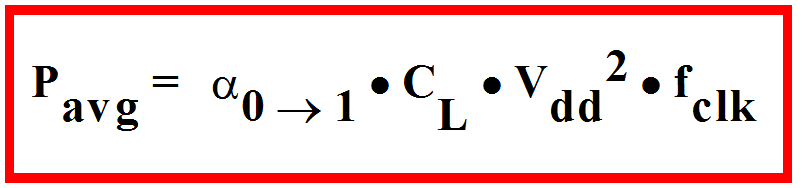 P_avg = α_0→1 • C_L • V_dd^2 • f_clk